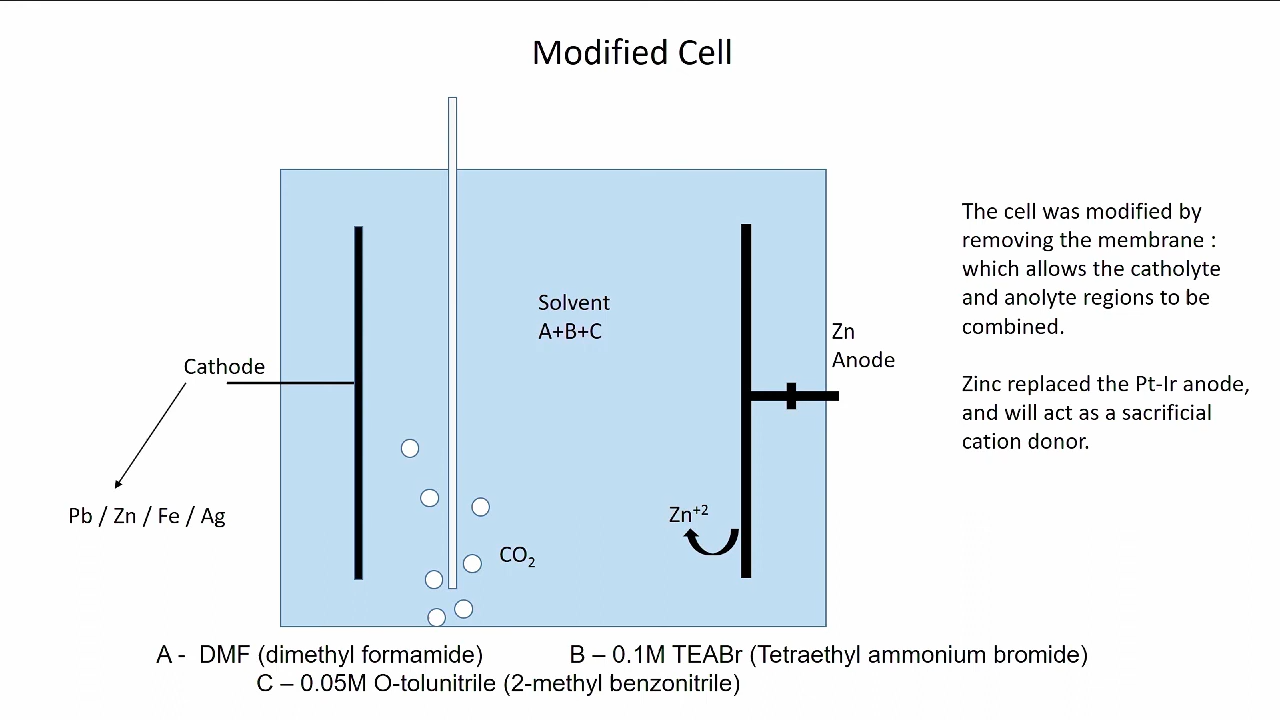 Modified Cell
The cell was modified by
removing the membrane :
which allows the catholyte
and anolyte regions to be
combined.
Zinc replaced the Pt-Ir anode,
and will act as a sacrificial
cation donor.
Solvent
A+B+C
Zn
Anode
Cathode
Pb / Zn / Fe / Ag
Zn⁺²
CO₂
A - DMF (dimethyl formamide)
B – 0.1M TEABr (Tetraethyl ammonium bromide)
C – 0.05M O-tolunitrile (2-methyl benzonitrile)